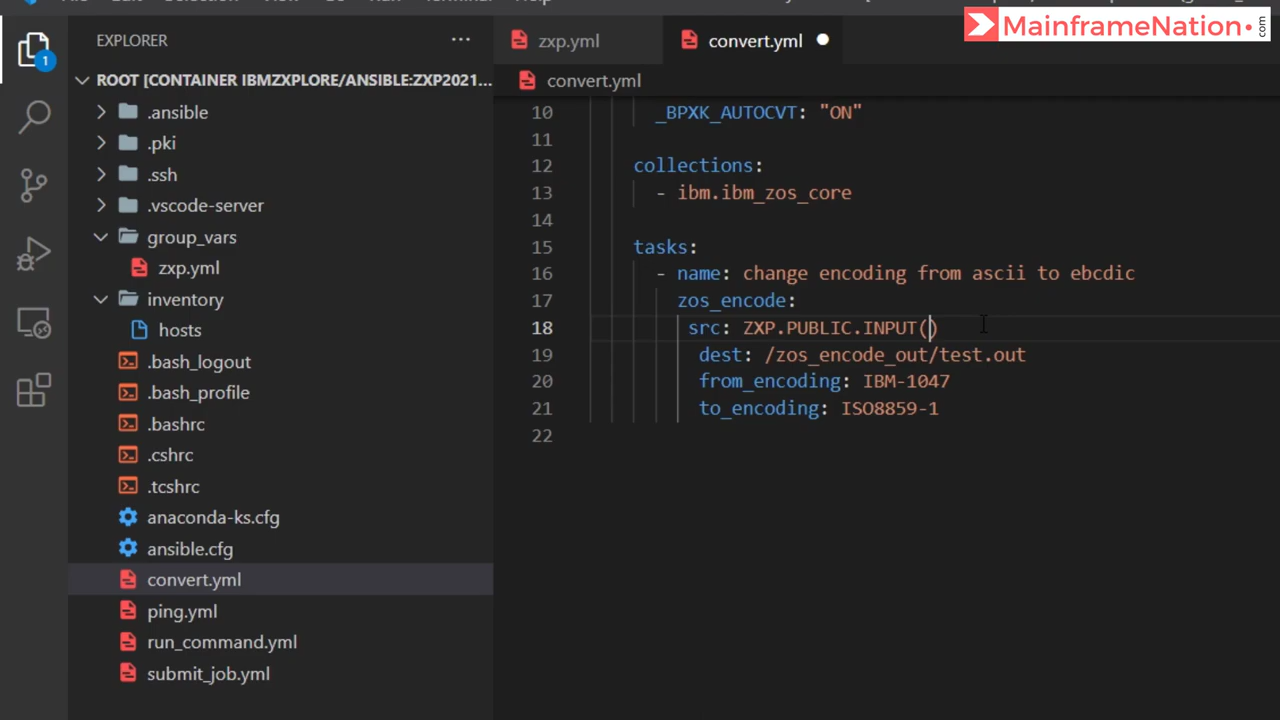 MainframeNation.com
EXPLORER
zxp.yml
convert.yml
1
ROOT [CONTAINER IBMZXPLORE/ANSIBLE:ZXP2021...
convert.yml
.ansible
.pki
.ssh
.vscode-server
group_vars
zxp.yml
inventory
hosts
.bash_logout
.bash_profile
.bashrc
.cshrc
.tcshrc
anaconda-ks.cfg
ansible.cfg
convert.yml
ping.yml
run_command.yml
submit_job.yml
10 _BPXK_AUTOCVT: "ON"
11
12 collections:
13 - ibm.ibm_zos_core
14
15 tasks:
16 - name: change encoding from ascii to ebcdic
17 zos_encode:
18 src: ZXP.PUBLIC.INPUT()
19 dest: /zos_encode_out/test.out
20 from_encoding: IBM-1047
21 to_encoding: ISO8859-1
22